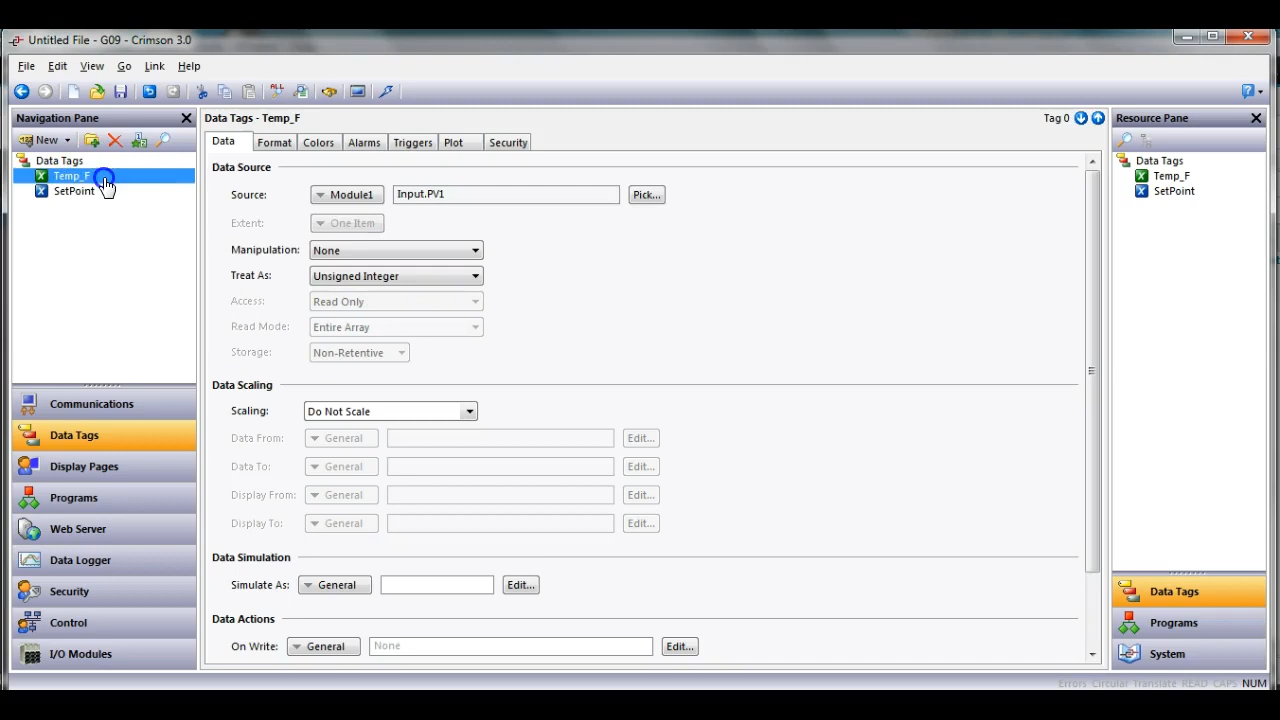 Untitled File - G09 - Crimson 3.0
File Edit View Go Link Help
Navigation Pane
New
Data Tags
Temp_F
SetPoint
Communications
Data Tags
Display Pages
Programs
Web Server
Data Logger
Security
Control
I/O Modules
Data Tags - Temp_F
Tag 0
Data Format Colors Alarms Triggers Plot Security
Data Source
Source: Module1 Input.PV1 Pick...
Extent: One Item
Manipulation: None
Treat As: Unsigned Integer
Access: Read Only
Read Mode: Entire Array
Storage: Non-Retentive
Data Scaling
Scaling: Do Not Scale
Data From: General Edit...
Data To: General Edit...
Display From: General Edit...
Display To: General Edit...
Data Simulation
Simulate As: General Edit...
Data Actions
On Write: General None Edit...
Resource Pane
Data Tags
Temp_F
SetPoint
Data Tags
Programs
System
Errors Circular Translate READ CAPS NUM